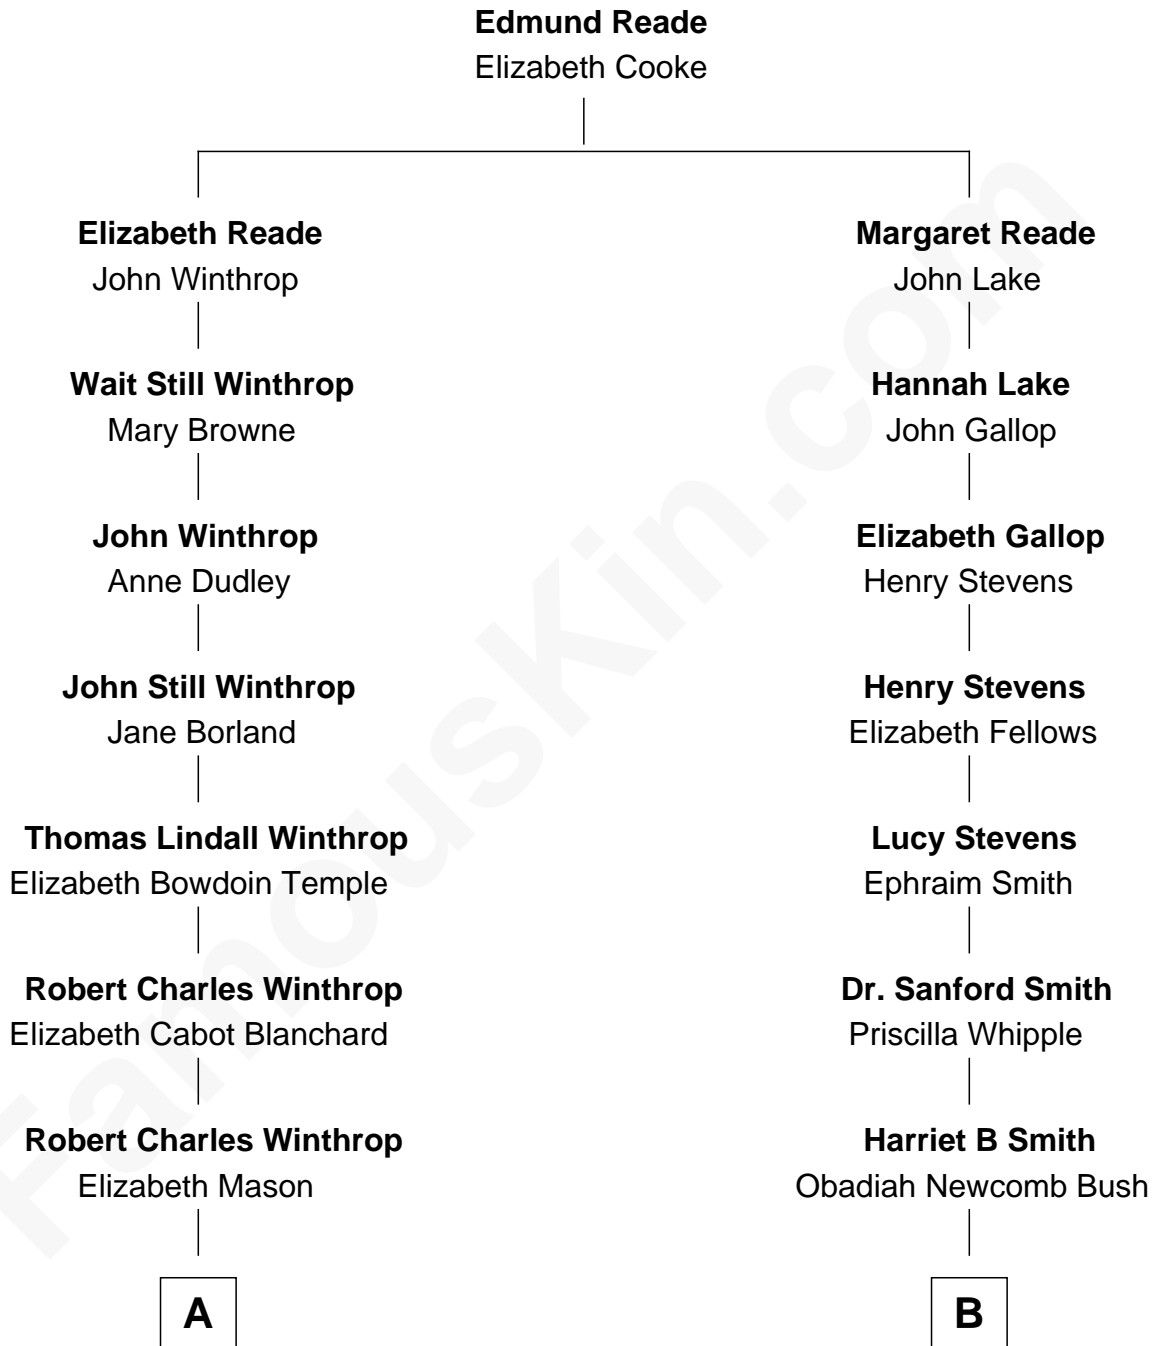 Edmund Reade
Elizabeth Cooke
Elizabeth Reade
John Winthrop
Margaret Reade
John Lake
Wait Still Winthrop
Mary Browne
Hannah Lake
John Gallop
John Winthrop
Anne Dudley
Elizabeth Gallop
Henry Stevens
John Still Winthrop
Jane Borland
Henry Stevens
Elizabeth Fellows
Thomas Lindall Winthrop
Elizabeth Bowdoin Temple
Lucy Stevens
Ephraim Smith
Robert Charles Winthrop
Elizabeth Cabot Blanchard
Dr. Sanford Smith
Priscilla Whipple
Robert Charles Winthrop
Elizabeth Mason
Harriet B Smith
Obadiah Newcomb Bush
A
B
FamousKin.com